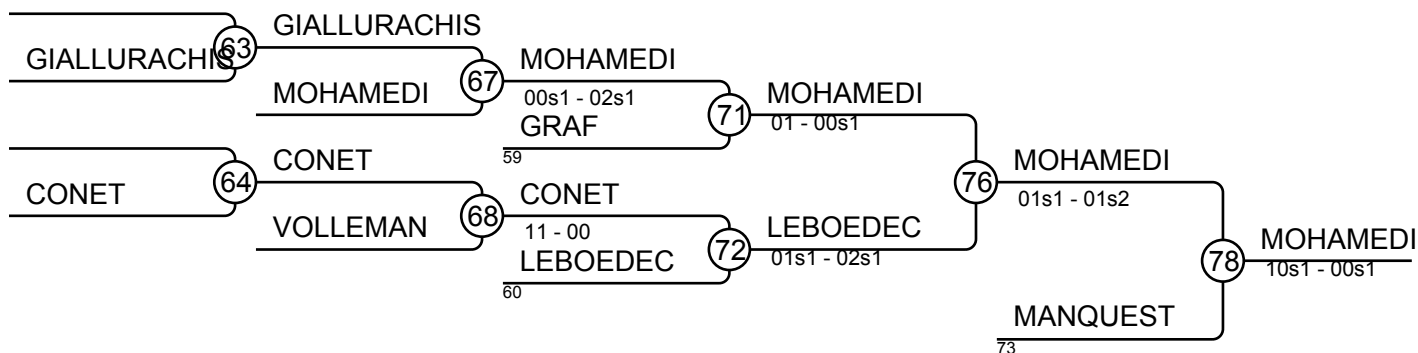 GIALLURACHIS
63
GIALLURACHIS
MOHAMEDI
67
MOHAMEDI
00s1 - 02s1
GRAF
59
71
MOHAMEDI
01 - 00s1
CONET
64
CONET
VOLLEMAN
68
CONET
11 - 00
LEBOEDEC
60
72
LEBOEDEC
01s1 - 02s1
76
MOHAMEDI
01s1 - 01s2
MANQUEST
73
78
MOHAMEDI
10s1 - 00s1